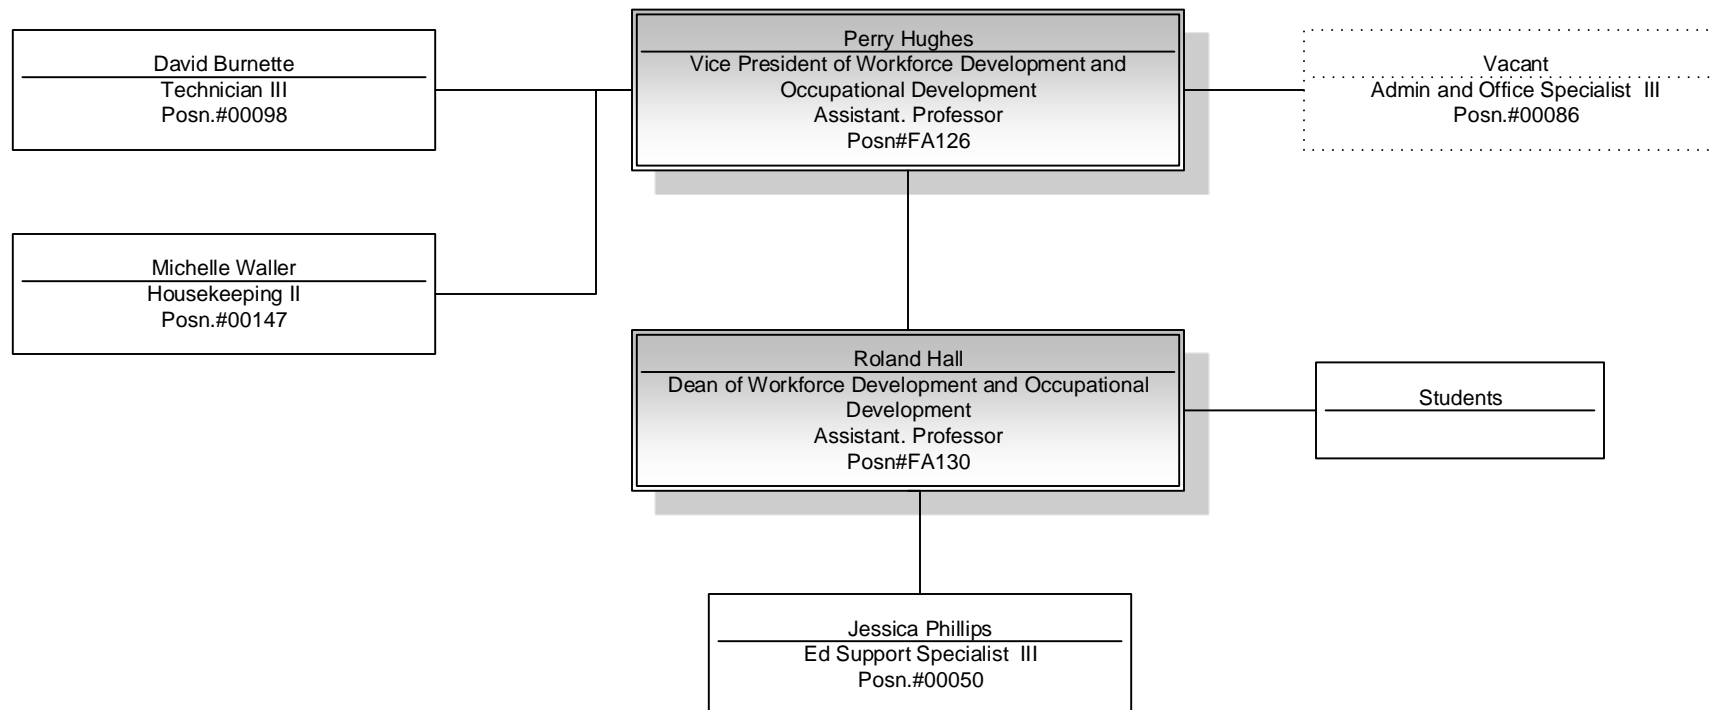 David Burnette
Technician III
Posn.#00098
Perry Hughes
Vice President of Workforce Development and
Occupational Development
Assistant. Professor
Posn#FA126
Vacant
Admin and Office Specialist  III
Posn.#00086
Michelle Waller
Housekeeping II
Posn.#00147
Roland Hall
Dean of Workforce Development and Occupational
Development
Assistant. Professor
Posn#FA130
Students
Jessica Phillips
Ed Support Specialist  III
Posn.#00050